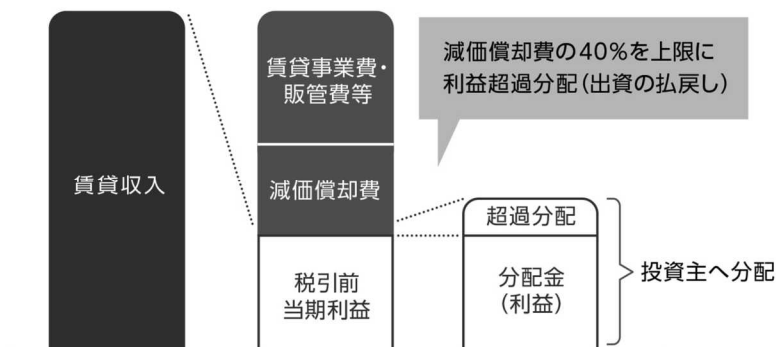 賃貸収入
賃貸事業費・
販管費等
減価償却費
税引前
当期利益
減価償却費の40%を上限に
利益超過分配(出資の払戻し)
超過分配
分配金
(利益)
投資主へ分配